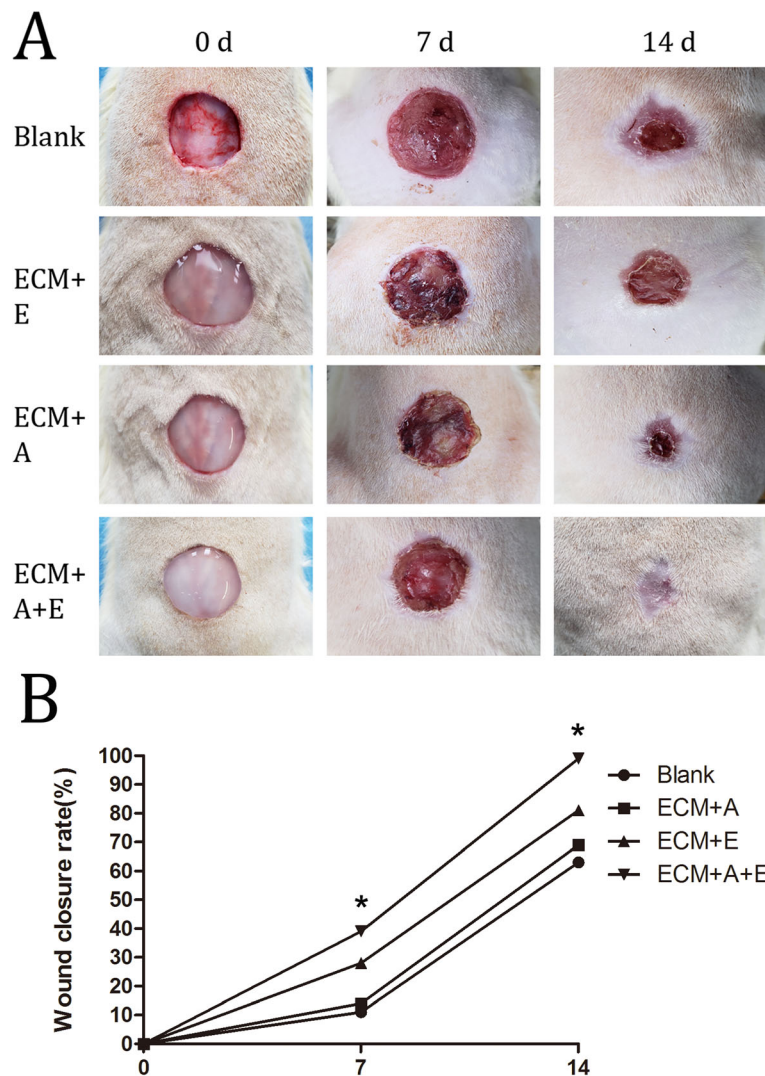 A
0 d
7 d
14 d
Blank
ECM+
E
ECM+
A
ECM+
A+E
B
*
*
100
90
80
70
60
50
40
30
20
10
0
Wound closure rate(%)
0
7
14
Blank
ECM+A
ECM+E
ECM+A+E